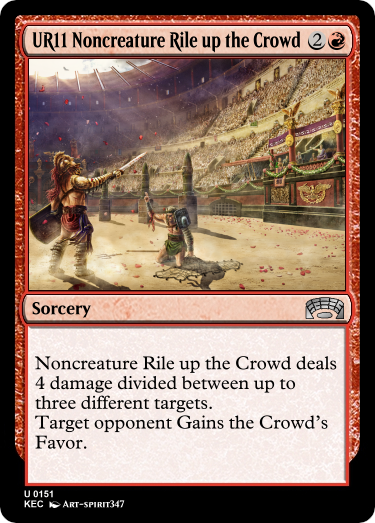 UR11 Noncreature Rile up the Crowd 2
Sorcery
Noncreature Rile up the Crowd deals
4 damage divided between up to
three different targets.
Target opponent Gains the Crowd's
Favor.
U 0151
KEC Art-spirit347